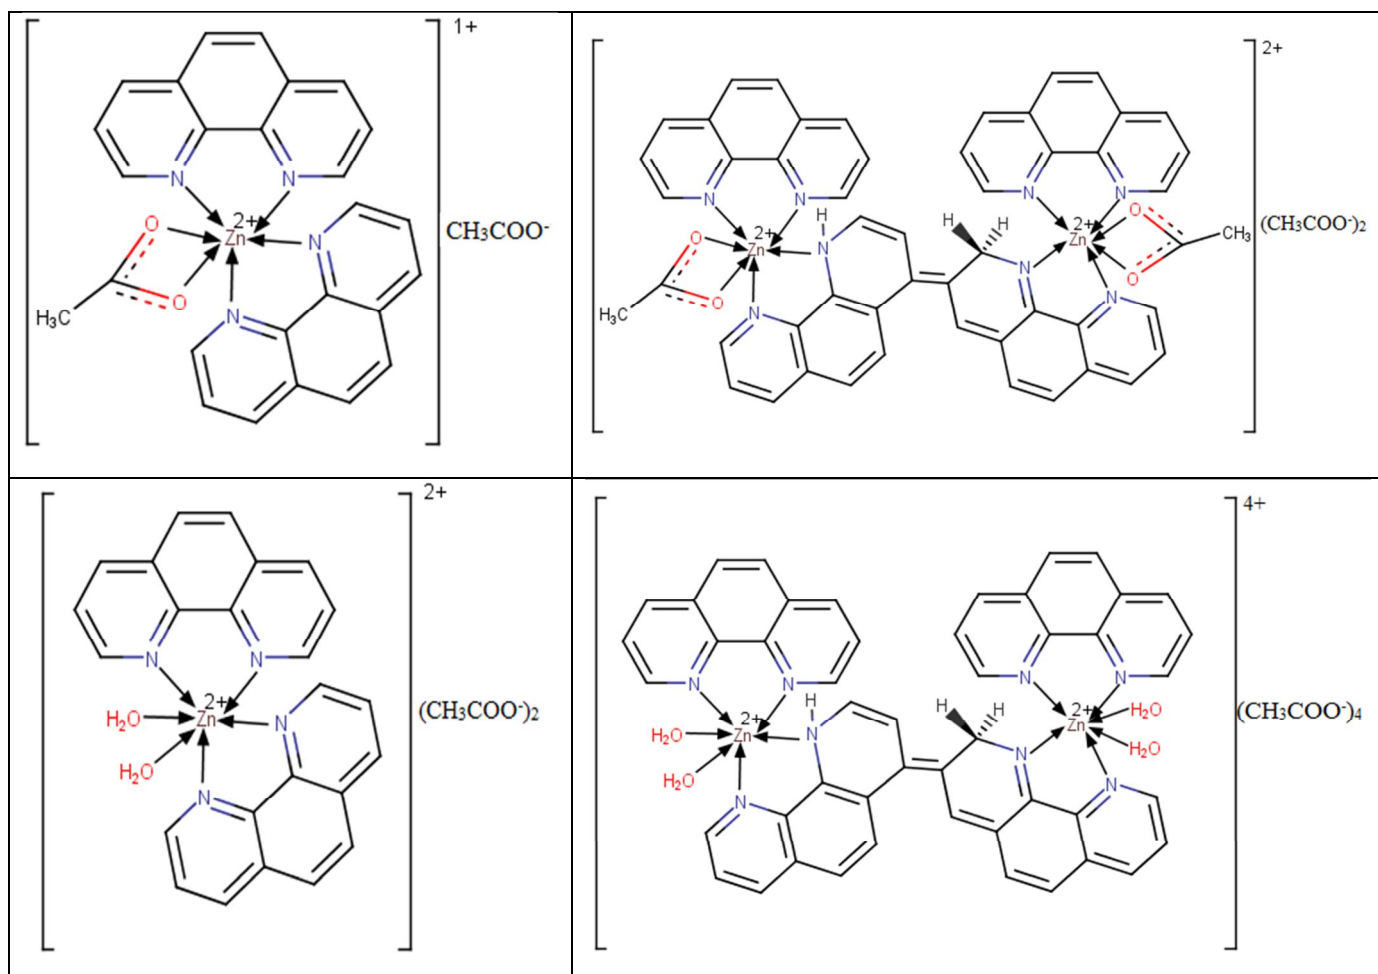 1+
N
N
O
2+
Zn
N
CH3COO-
O
N
H₃C
2+
N
N
N
N
H
H
H
O
2+
Zn
N
N
2+
Zn
O
CH₃
(CH3COO-)2
O
O
H₃C
N
N
2+
N
N
2+
H₂O
Zn
N
(CH3COO-)2
H₂O
N
4+
N
N
N
N
H
H
H
H₂O
2+
Zn
N
N
2+
Zn
H₂O
(CH3COO-)4
H₂O
H₂O
N
N